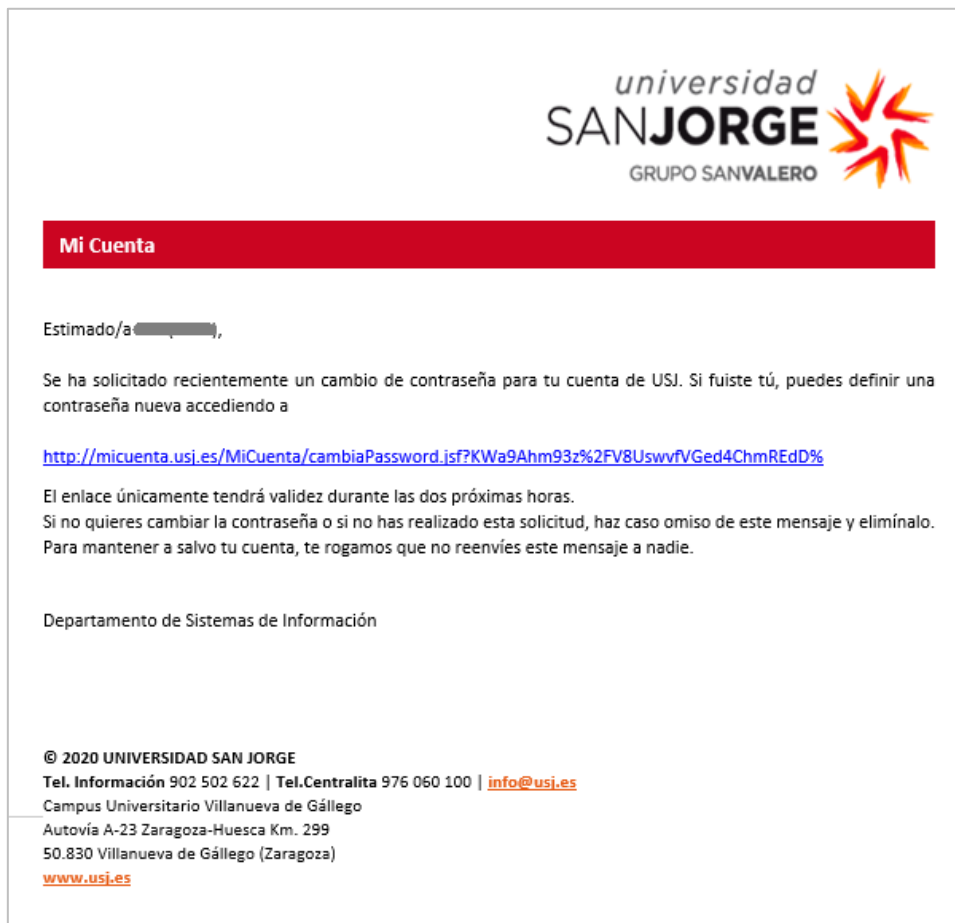 universidad
SANJORGE
GRUPO SANVALERO
Mi Cuenta
Estimado/a ,
Se ha solicitado recientemente un cambio de contraseña para tu cuenta de USJ. Si fuiste tú, puedes definir una
contraseña nueva accediendo a
http://micuenta.usj.es/MiCuenta/cambiaPassword.jsf?KWa9Ahm93z%2FV8UswvfVGed4ChmREdD%
El enlace únicamente tendrá validez durante las dos próximas horas.
Si no quieres cambiar la contraseña o si no has realizado esta solicitud, haz caso omiso de este mensaje y elimínalo.
Para mantener a salvo tu cuenta, te rogamos que no reenvíes este mensaje a nadie.
Departamento de Sistemas de Información
© 2020 UNIVERSIDAD SAN JORGE
Tel. Información 902 502 622 | Tel.Centralita 976 060 100 | info@usj.es
Campus Universitario Villanueva de Gállego
Autovía A-23 Zaragoza-Huesca Km. 299
50.830 Villanueva de Gállego (Zaragoza)
www.usj.es